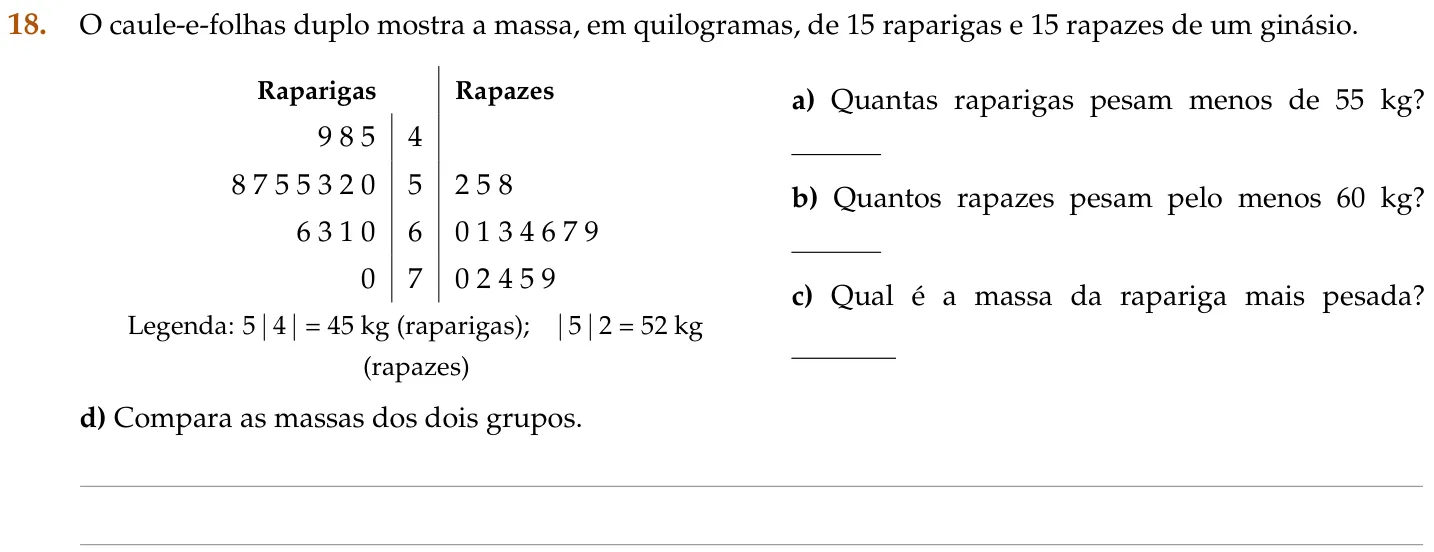 18. O caule-e-folhas duplo mostra a massa, em quilogramas, de 15 raparigas e 15 rapazes de um ginásio.
Raparigas | | Rapazes
9 8 5 | 4 |
8 7 5 5 3 2 0 | 5 | 2 5 8
6 3 1 0 | 6 | 0 1 3 4 6 7 9
0 | 7 | 0 2 4 5 9
Legenda: 5 | 4 | = 45 kg (raparigas); | 5 | 2 = 52 kg
(rapazes)
a) Quantas raparigas pesam menos de 55 kg?
b) Quantos rapazes pesam pelo menos 60 kg?
c) Qual é a massa da rapariga mais pesada?
d) Compara as massas dos dois grupos.